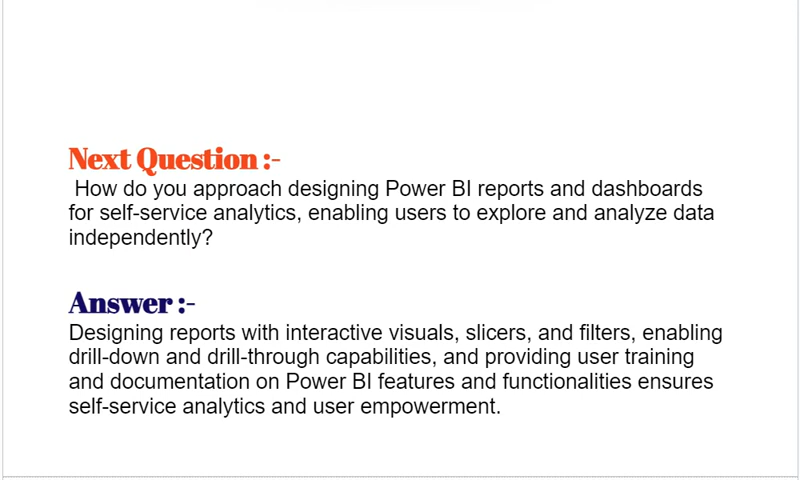 Next Question :-
How do you approach designing Power BI reports and dashboards
for self-service analytics, enabling users to explore and analyze data
independently?
Answer :-
Designing reports with interactive visuals, slicers, and filters, enabling
drill-down and drill-through capabilities, and providing user training
and documentation on Power BI features and functionalities ensures
self-service analytics and user empowerment.